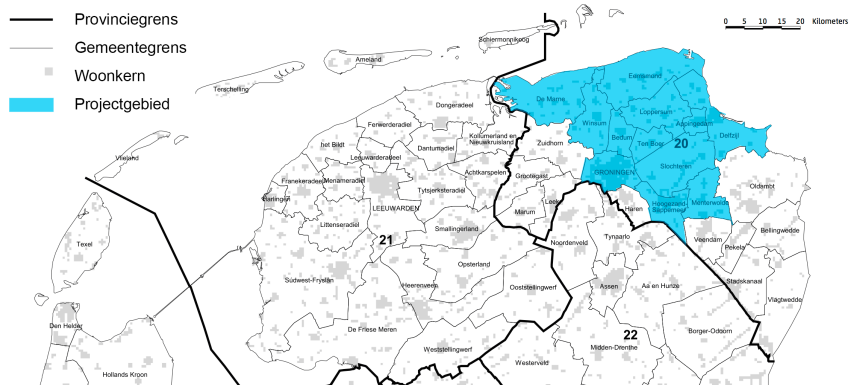 Provinciegrens
Gemeentegrens
Woonkern
Projectgebied
0 5 10 15 20 Kilometers
Schiermonnikoog
Ameland
Terschelling
Vlieland
Texel
Den Helder
Hollands Kroon
Dongeradeel
Ferwerderadiel
Kollumerland en
Nieuwkruisland
Dantumadiel
het Bildt
Leeuwarderadeel
Achtkarspelen
Franekeradeel
Menameradiel
Tytsjerksteradiel
Harlingen
LEEUWARDEN
Littenseradiel
Smallingerland
21
Opsterland
Súdwest-Fryslân
Heerenveen
Ooststellingwerf
De Friese Meren
Weststellingwerf
Westerveld
De Marne
Eemsmond
Winsum
Loppersum
Appingedam
Bedum
Ten Boer
20
Delfzijl
Zuidhorn
Slochteren
GRONINGEN
Grootegast
Leek
Marum
Haren
Hoogezand-
Sappemeer
Menterwolde
Oldambt
Veendam
Pekela
Bellingwedde
Stadskanaal
Vlagtwedde
Noordenveld
Tynaarlo
Assen
Aa en Hunze
Borger-Odoorn
22
Midden-Drenthe